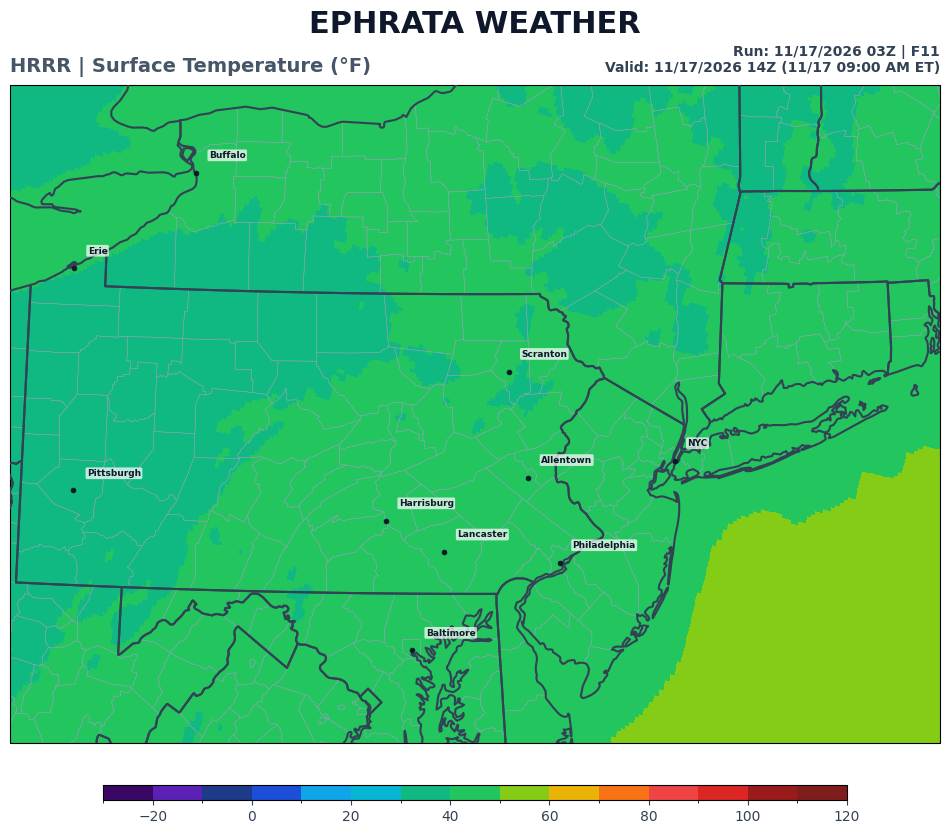 EPHRATA WEATHER
Run: 11/17/2026 03Z | F11
HRRR | Surface Temperature (°F)
Valid: 11/17/2026 14Z (11/17 09:00 AM ET)
Buffalo
Erie
Scranton
NYC
Allentown
Pittsburgh
Harrisburg
Lancaster
Philadelphia
Baltimore
−20 0 20 40 60 80 100 120